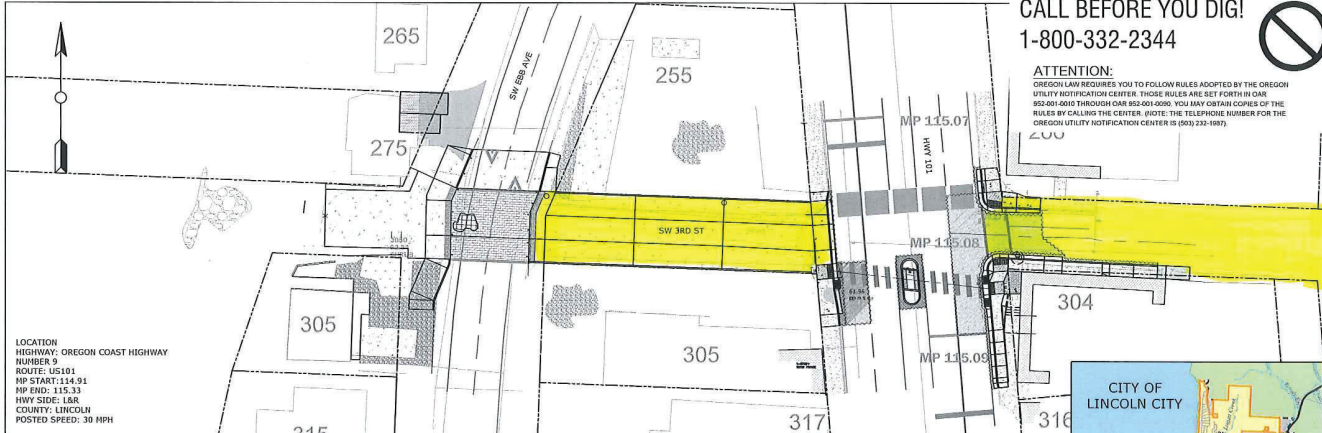 CALL BEFORE YOU DIG!
1-800-332-2344
ATTENTION:
OREGON LAW REQUIRES YOU TO FOLLOW RULES ADOPTED BY THE OREGON
UTILITY NOTIFICATION CENTER. THOSE RULES ARE SET FORTH IN OAR
952-001-0010 THROUGH OAR 952-001-0090. YOU MAY OBTAIN COPIES OF THE
RULES BY CALLING THE CENTER. (NOTE: THE TELEPHONE NUMBER FOR THE
OREGON UTILITY NOTIFICATION CENTER IS (503) 232-1987).
265
SW EBB AVE
255
MP 115.07
HWY 101
275
SW 3RD ST
MP 115.08
304
305
305
MP 115.09
LOCATION
HIGHWAY: OREGON COAST HIGHWAY
NUMBER 9
ROUTE: US101
MP START:114.91
MP END: 115.33
HWY SIDE: L&R
COUNTY: LINCOLN
POSTED SPEED: 30 MPH
317
316
CITY OF
LINCOLN CITY